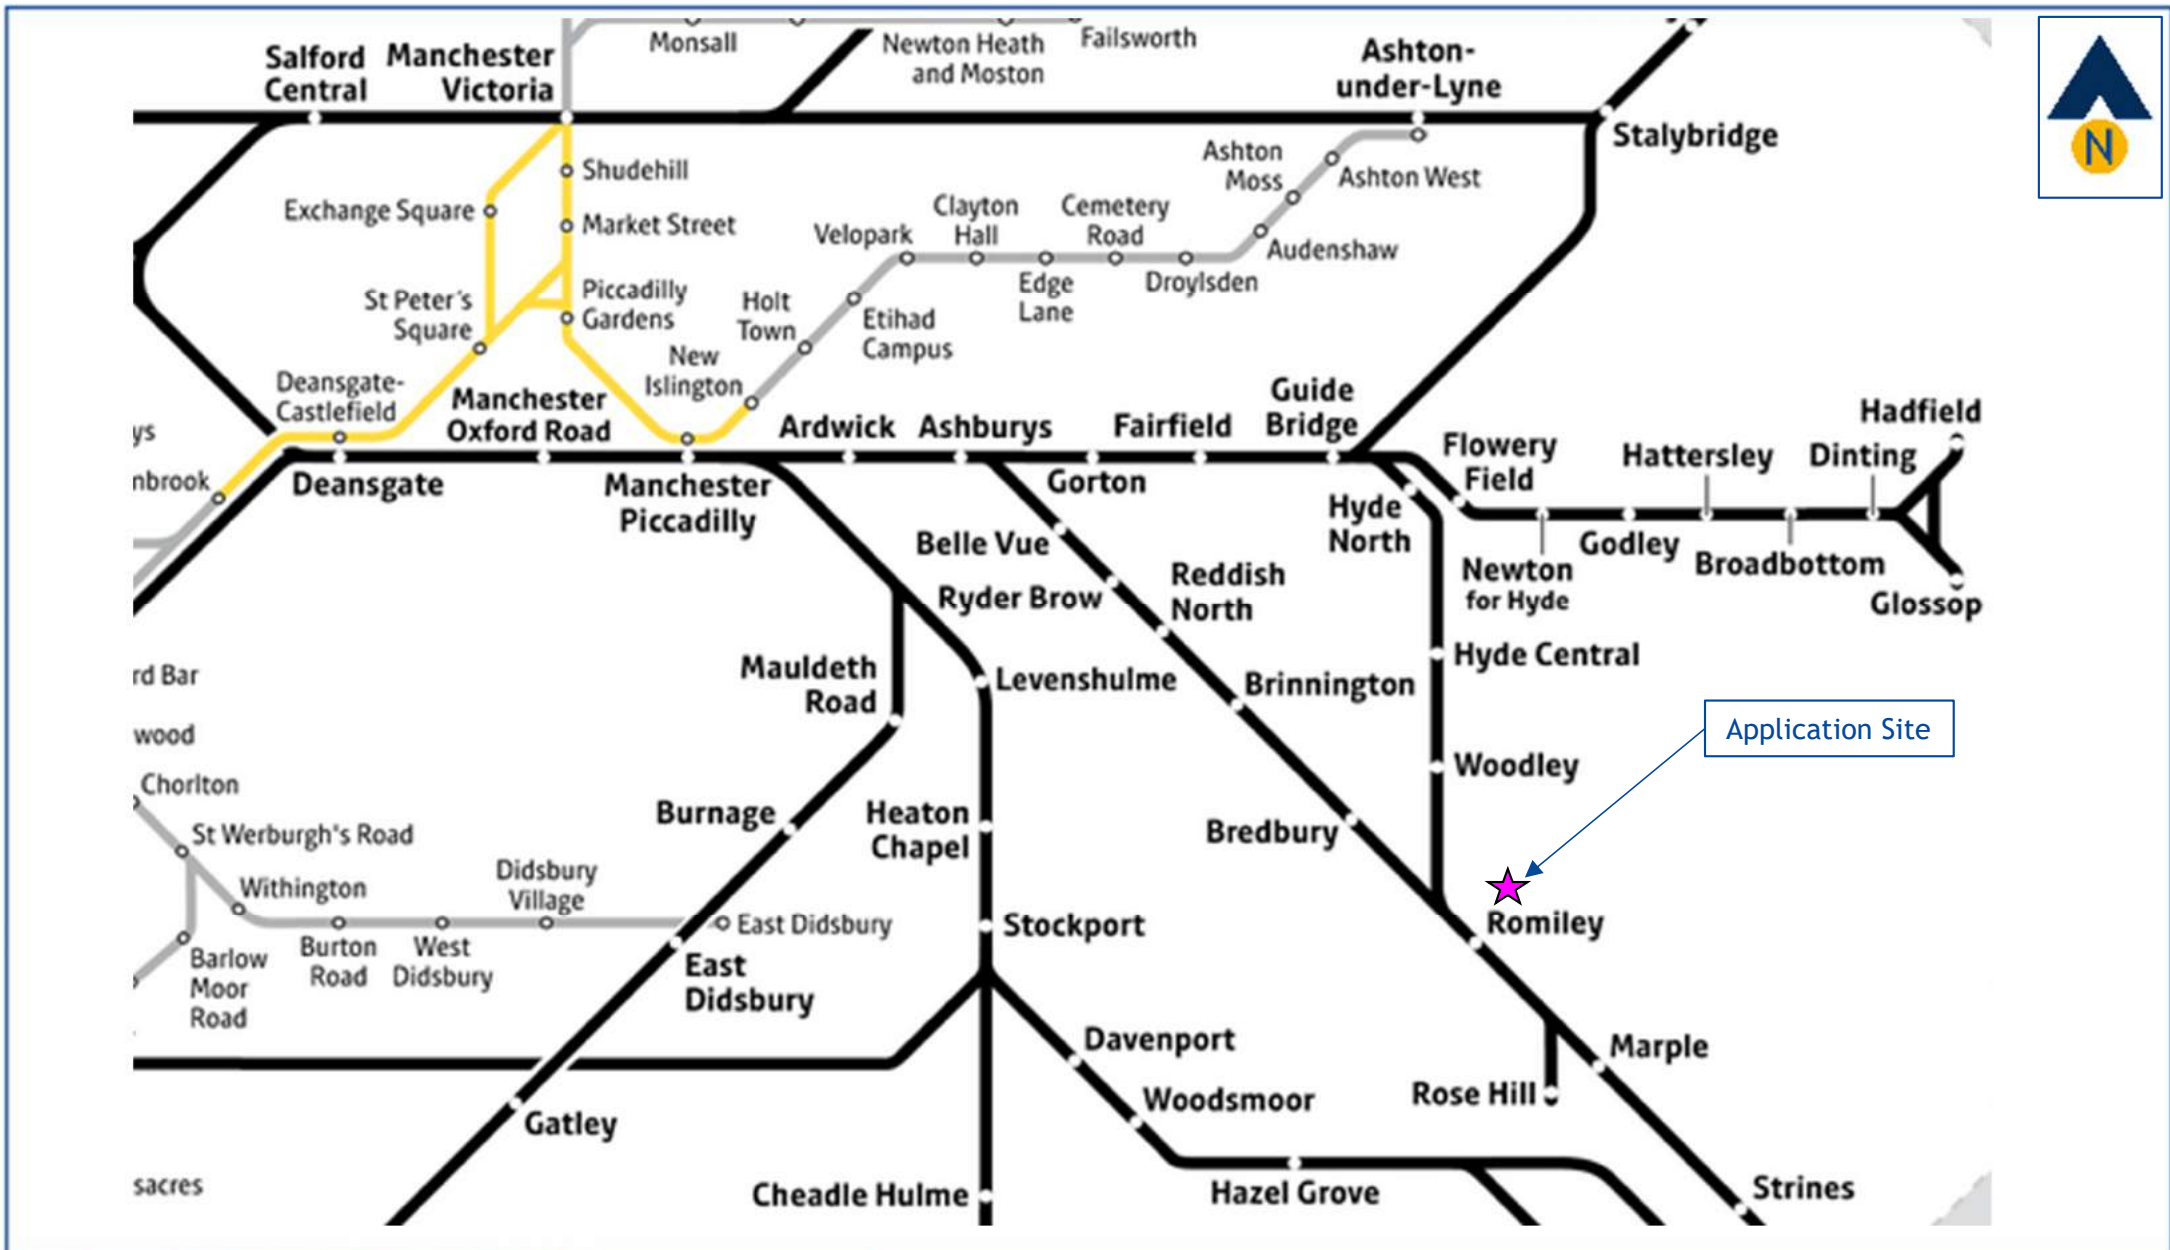 Monsall
Newton Heath
and Moston
Failsworth
Salford
Central
Manchester
Victoria
Ashton-
under-Lyne
N
Stalybridge
Shudehill
Exchange Square
Market Street
Ashton
Moss
Ashton West
Velopark
Clayton
Hall
Cemetery
Road
Audenshaw
St Peter's
Square
Piccadilly
Gardens
Holt
Town
Etihad
Campus
Edge
Lane
Droylsden
New
Islington
Deansgate-
Castlefield
Manchester
Oxford Road
Ardwick
Ashburys
Fairfield
Guide
Bridge
Flowery
Field
Hattersley
Dinting
Hadfield
ys
nbrook
Deansgate
Manchester
Piccadilly
Gorton
Hyde
North
Newton
for Hyde
Godley
Broadbottom
Glossop
Belle Vue
Ryder Brow
Reddish
North
Hyde Central
rd Bar
Mauldeth
Road
Levenshulme
Brinnington
Application Site
wood
Woodley
Chorlton
St Werburgh's Road
Burnage
Heaton
Chapel
Bredbury
Withington
Didsbury
Village
East Didsbury
Stockport
Romiley
Barlow
Moor
Road
Burton
Road
West
Didsbury
East
Didsbury
Davenport
Marple
Woodsmoor
Rose Hill
Gatley
sacres
Cheadle Hulme
Hazel Grove
Strines